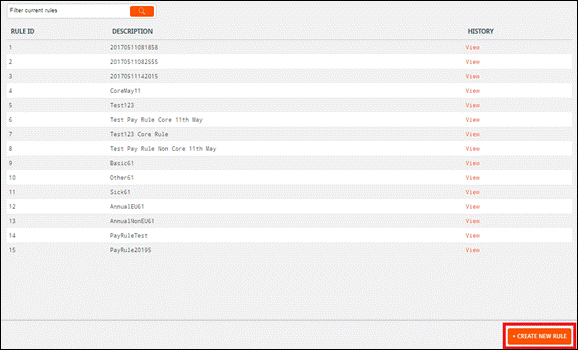 Filter current rules
RULE ID DESCRIPTION HISTORY
1 20170511081858 View
2 20170511082555 View
3 20170511142015 View
4 CoreMay11 View
5 Test123 View
6 Test Pay Rule Core 11th May View
7 Test123 Core Rule View
8 Test Pay Rule Non Core 11th May View
9 Basic61 View
10 Other61 View
11 Sick61 View
12 AnnualEU61 View
13 AnnualNonEU61 View
14 PayRuleTest View
15 PayRule20195 View
+ CREATE NEW RULE